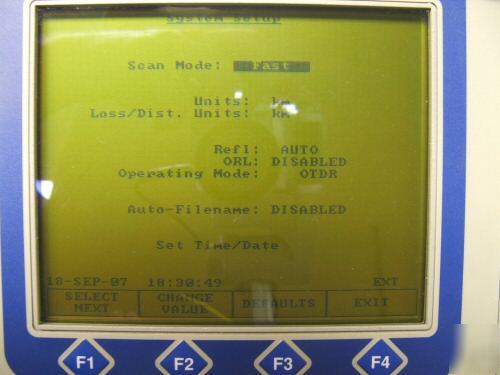 System Setup
Scan Mode: Fast
Units: km
Loss/Dist. Units: km
Refl: AUTO
ORL: DISABLED
Operating Mode: OTDR
Auto-Filename: DISABLED
Set Time/Date
18-SEP-07 18:30:49 EXT
SELECT NEXT
CHANGE VALUE
DEFAULTS
EXIT
F1 F2 F3 F4